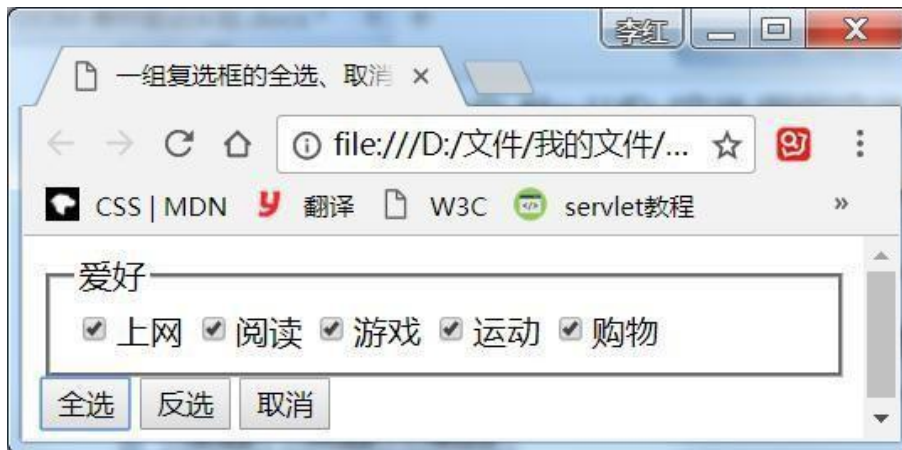 李红
一组复选框的全选、取消
file:///D:/文件/我的文件/...
CSS | MDN 翻译 W3C servlet教程 »
爱好
上网 阅读 游戏 运动 购物
全选 反选 取消